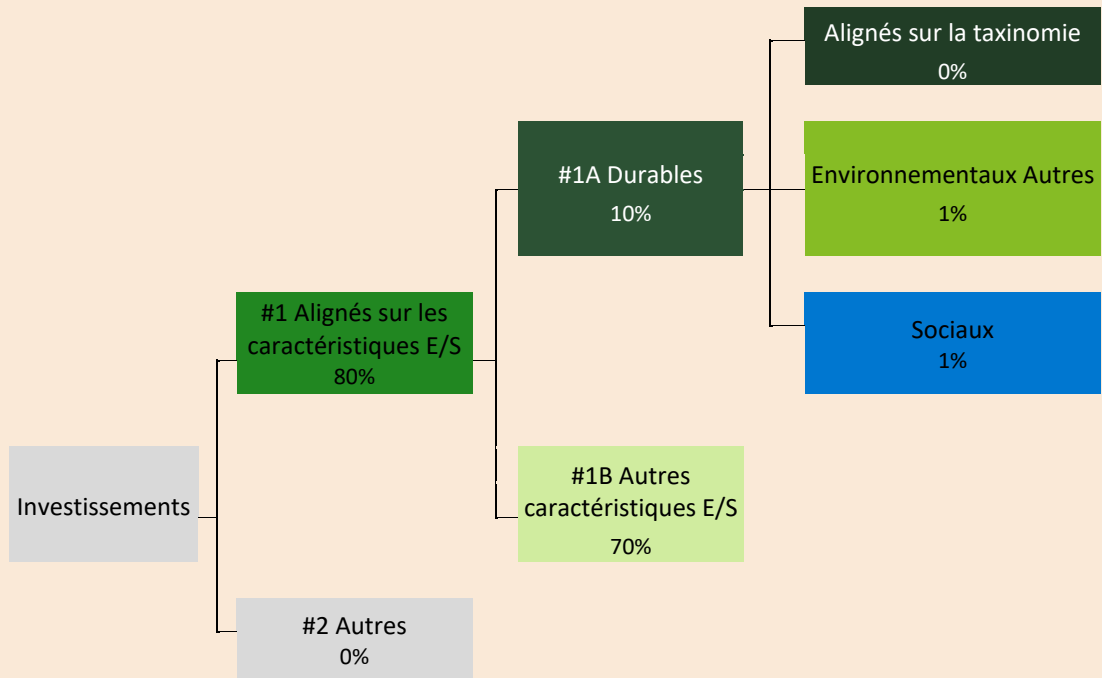 Alignés sur la taxinomie
0%
#1A Durables
10%
Environnementaux Autres
1%
#1 Alignés sur les
caractéristiques E/S
80%
Sociaux
1%
Investissements
#1B Autres
caractéristiques E/S
70%
#2 Autres
0%